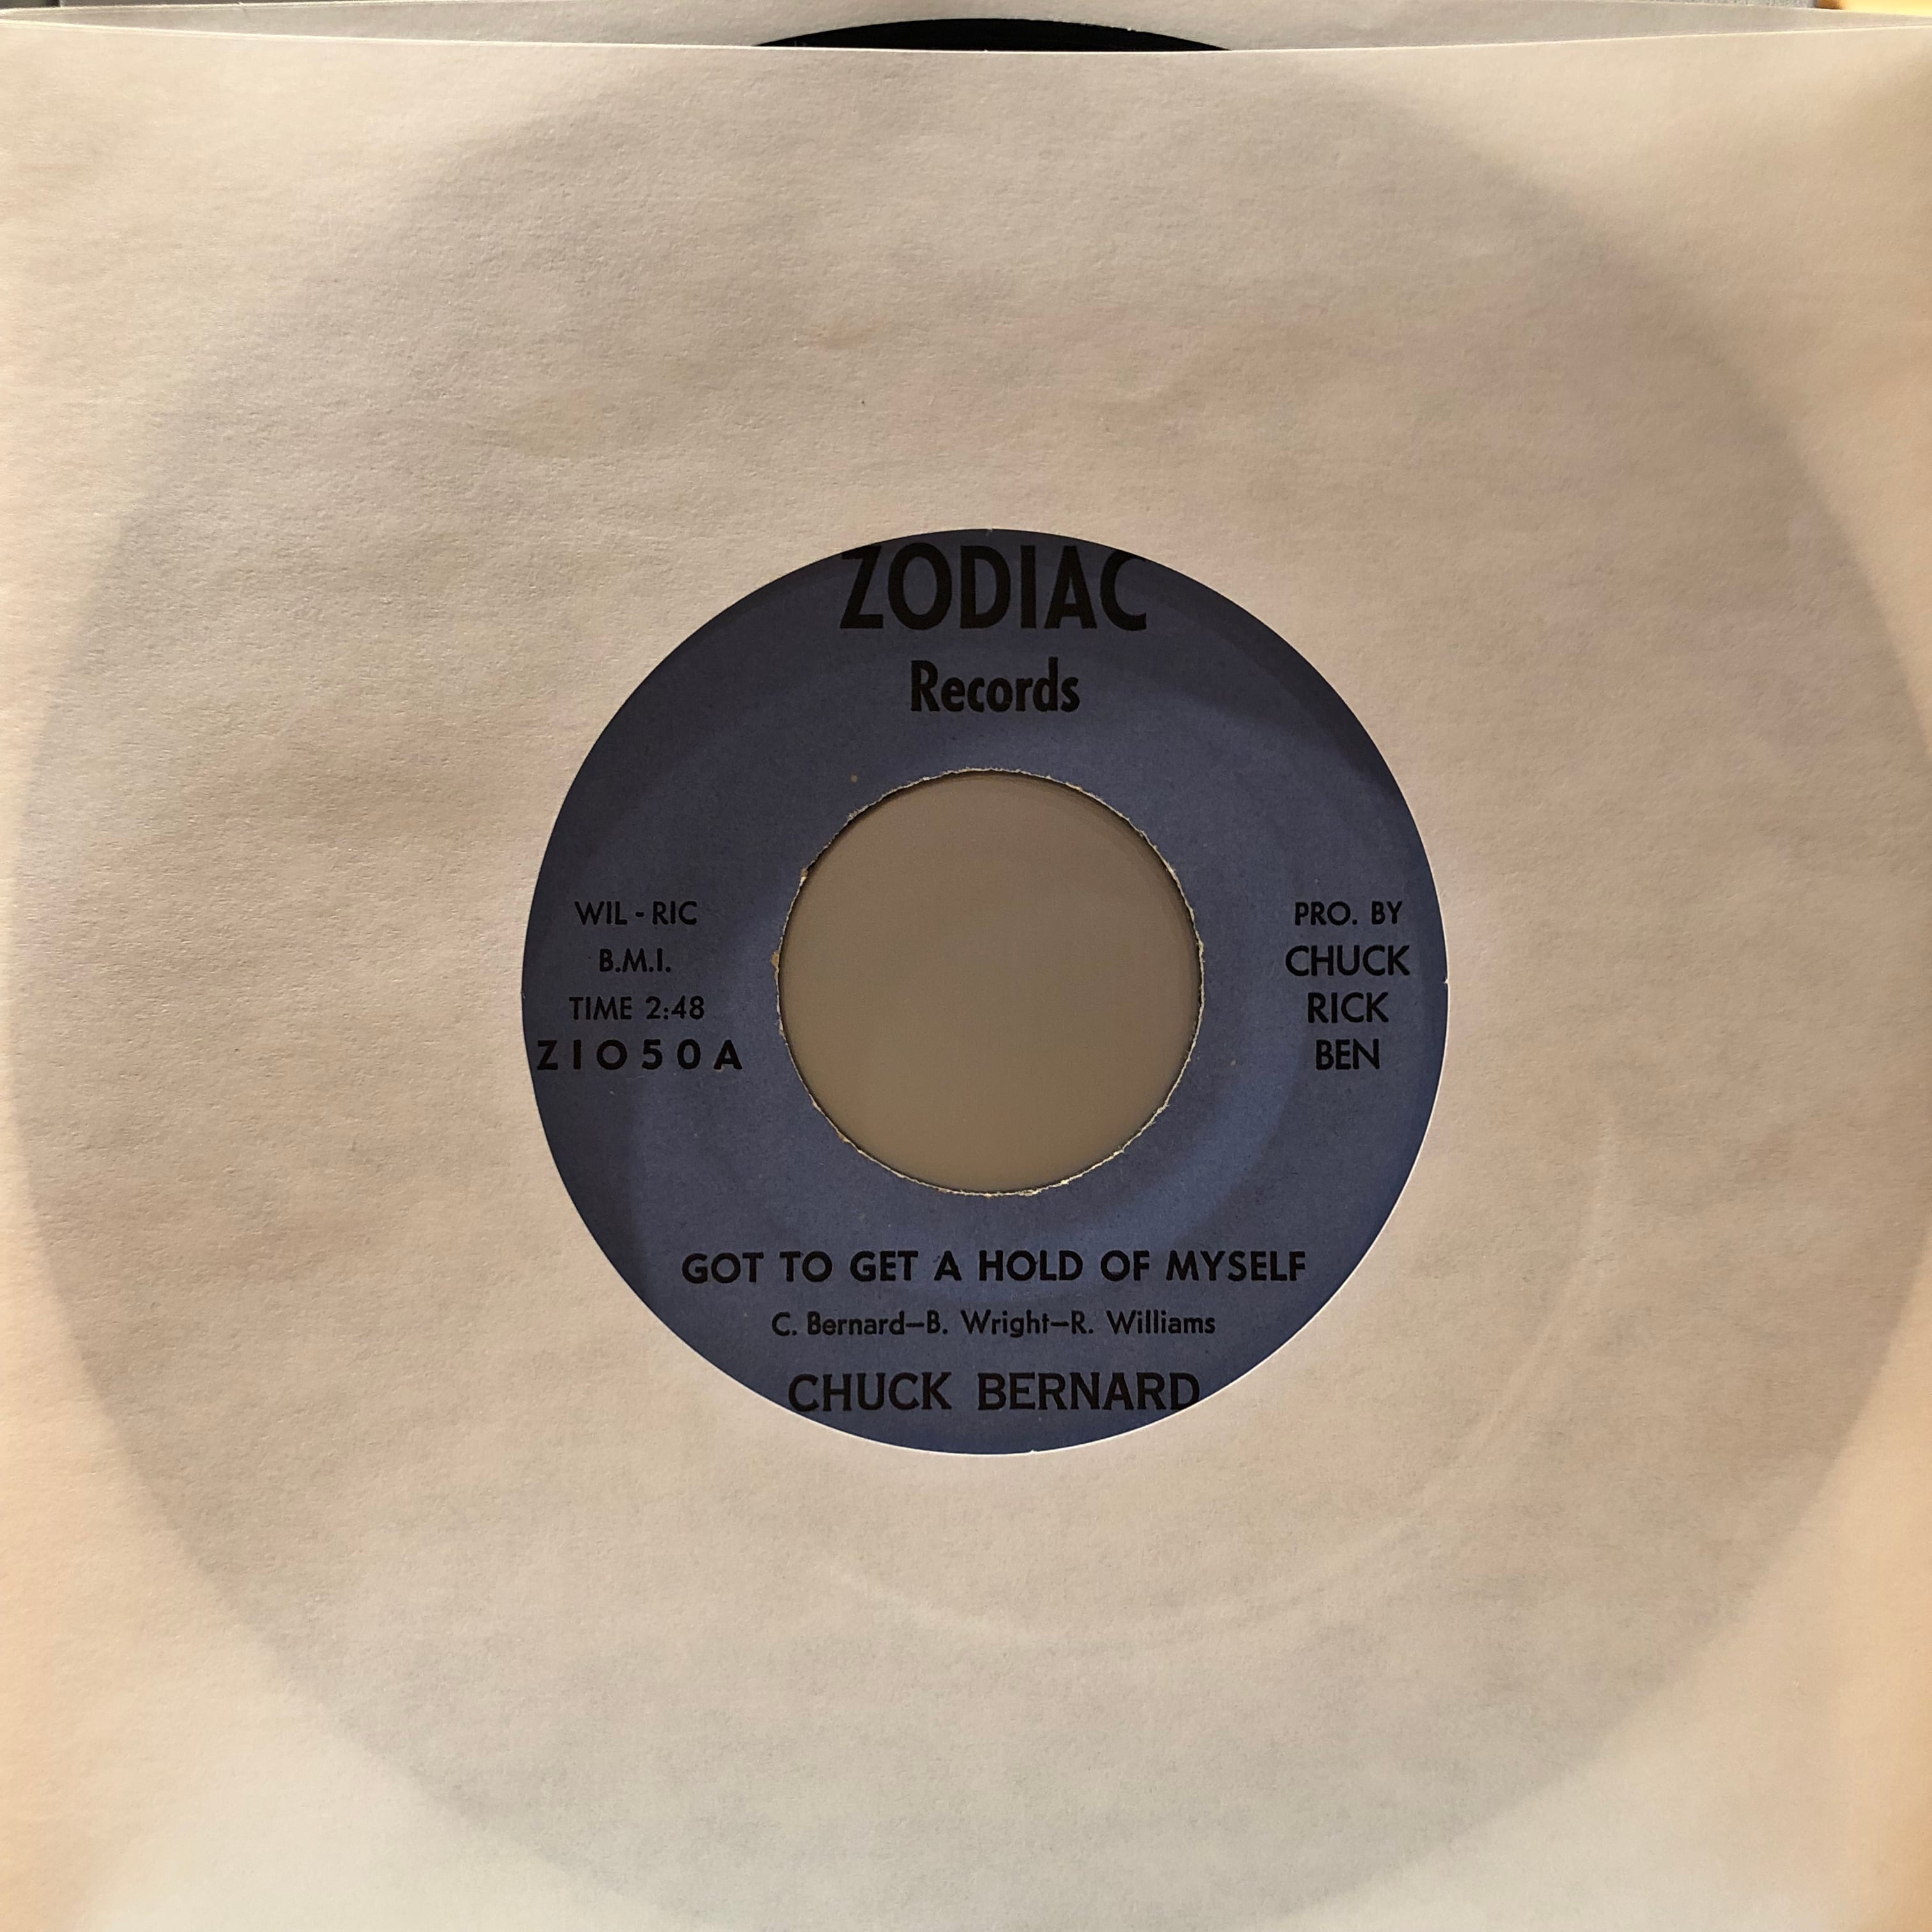 ZODIAC
Records
WIL - RIC
B.M.I.
TIME 2:48
Z1050A
PRO. BY
CHUCK
RICK
BEN
GOT TO GET A HOLD OF MYSELF
C. Bernard—B. Wright—R. Williams
CHUCK BERNARD